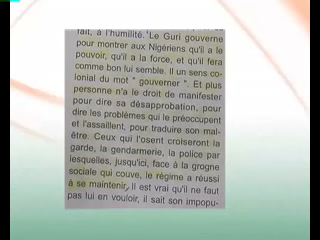 fait, à l'humilité. "Le Guri gouverne
pour montrer aux Nigériens qu'il a le
pouvoir, qu'il a la force, et qu'il fera
comme bon lui semble. Il un sens co-
lonial du mot " gouverner ". Et plus
personne n'a le droit de manifester
pour dire sa désapprobation, pour
dire les problèmes qui le préoccupent
et l'assaillent, pour traduire son mal-
être. Ceux qui l'osent croiseront la
garde, la gendarmerie, la police par
lesquelles, jusqu'ici, face à la grogne
sociale qui couve, le régime a réussi
à se maintenir. Il est vrai qu'il ne faut
pas lui en vouloir, il sait son impopu-